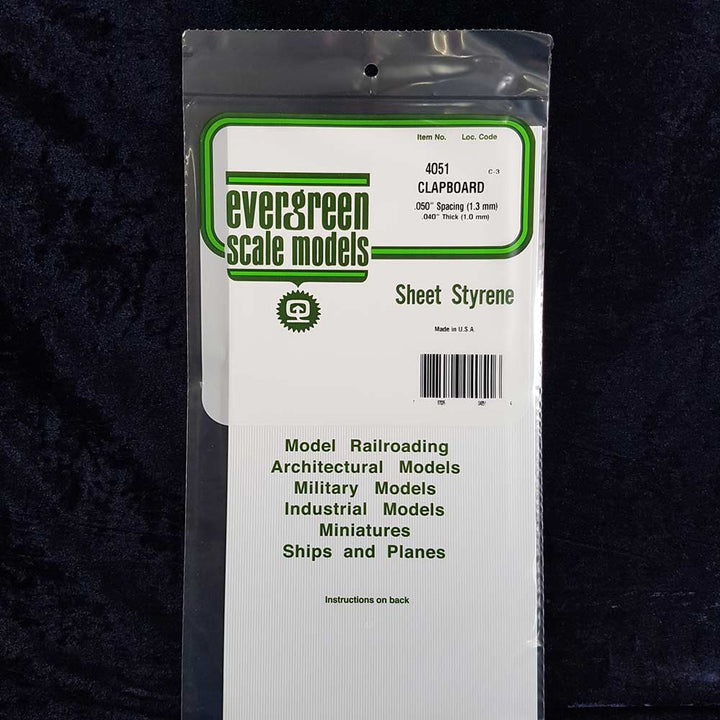 Item No. Loc. Code
4051 C-3
CLAPBOARD
.050" Spacing (1.3 mm)
.040" Thick (1.0 mm)
evergreen
scale models
Sheet Styrene
Made in U.S.A.
Model Railroading
Architectural Models
Military Models
Industrial Models
Miniatures
Ships and Planes
Instructions on back